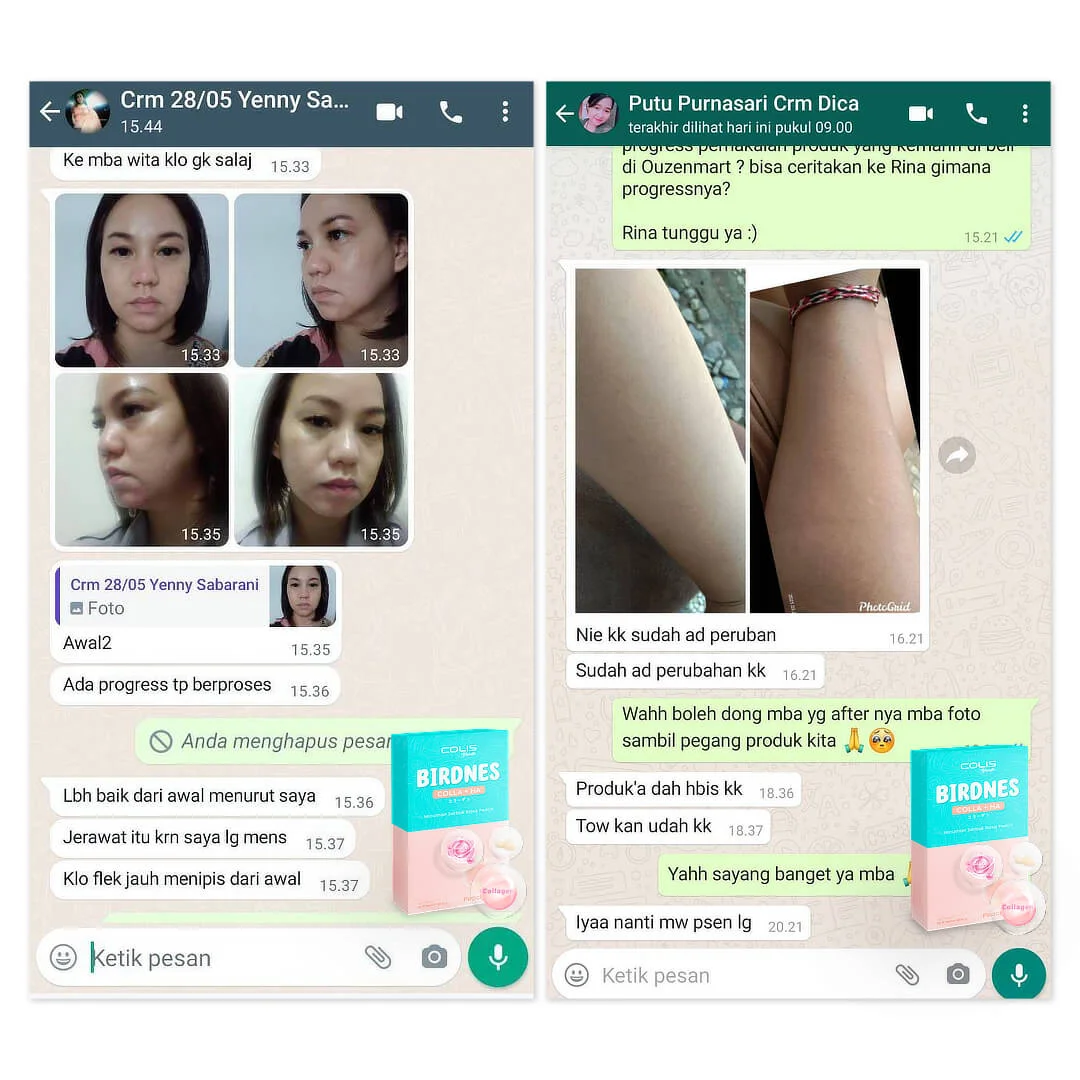 Crm 28/05 Yenny Sa...
15.44
Ke mba wita klo gk salaj 15.33
15.33
15.33
15.35
15.35
Crm 28/05 Yenny Sabarani
Foto
Awal2 15.35
Ada progress tp berproses 15.36
Anda menghapus pesan
Lbh baik dari awal menurut saya 15.36
Jerawat itu krn saya lg mens 15.37
Klo flek jauh menipis dari awal 15.37
COLIS
BIRDNES
COLLA + HA
Collagen
Ketik pesan
Putu Purnasari Crm Dica
terakhir dilihat hari ini pukul 09.00
progress pemakaian produk yang kemarin di beli
di Ouzenmart ? bisa ceritakan ke Rina gimana
progressnya?
Rina tunggu ya :) 15.21
PhotoGrid
Nie kk sudah ad peruban 16.21
Sudah ad perubahan kk 16.21
Wahh boleh dong mba yg after nya mba foto
sambil pegang produk kita 🙏🥺
Produk'a dah hbis kk 18.36
Tow kan udah kk 18.37
Yahh sayang banget ya mba 🙏
Iyaa nanti mw psen lg 20.21
COLIS
BIRDNES
COLLA + HA
Collagen
Ketik pesan